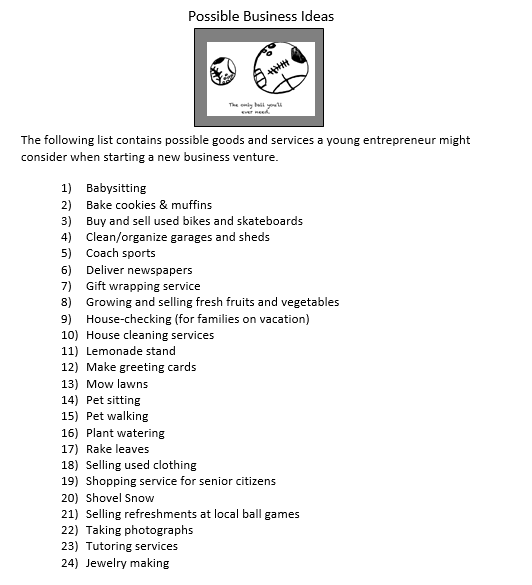 Possible Business Ideas
The only ball you'll
ever need.
The following list contains possible goods and services a young entrepreneur might
consider when starting a new business venture.
1) Babysitting
2) Bake cookies & muffins
3) Buy and sell used bikes and skateboards
4) Clean/organize garages and sheds
5) Coach sports
6) Deliver newspapers
7) Gift wrapping service
8) Growing and selling fresh fruits and vegetables
9) House-checking (for families on vacation)
10) House cleaning services
11) Lemonade stand
12) Make greeting cards
13) Mow lawns
14) Pet sitting
15) Pet walking
16) Plant watering
17) Rake leaves
18) Selling used clothing
19) Shopping service for senior citizens
20) Shovel Snow
21) Selling refreshments at local ball games
22) Taking photographs
23) Tutoring services
24) Jewelry making